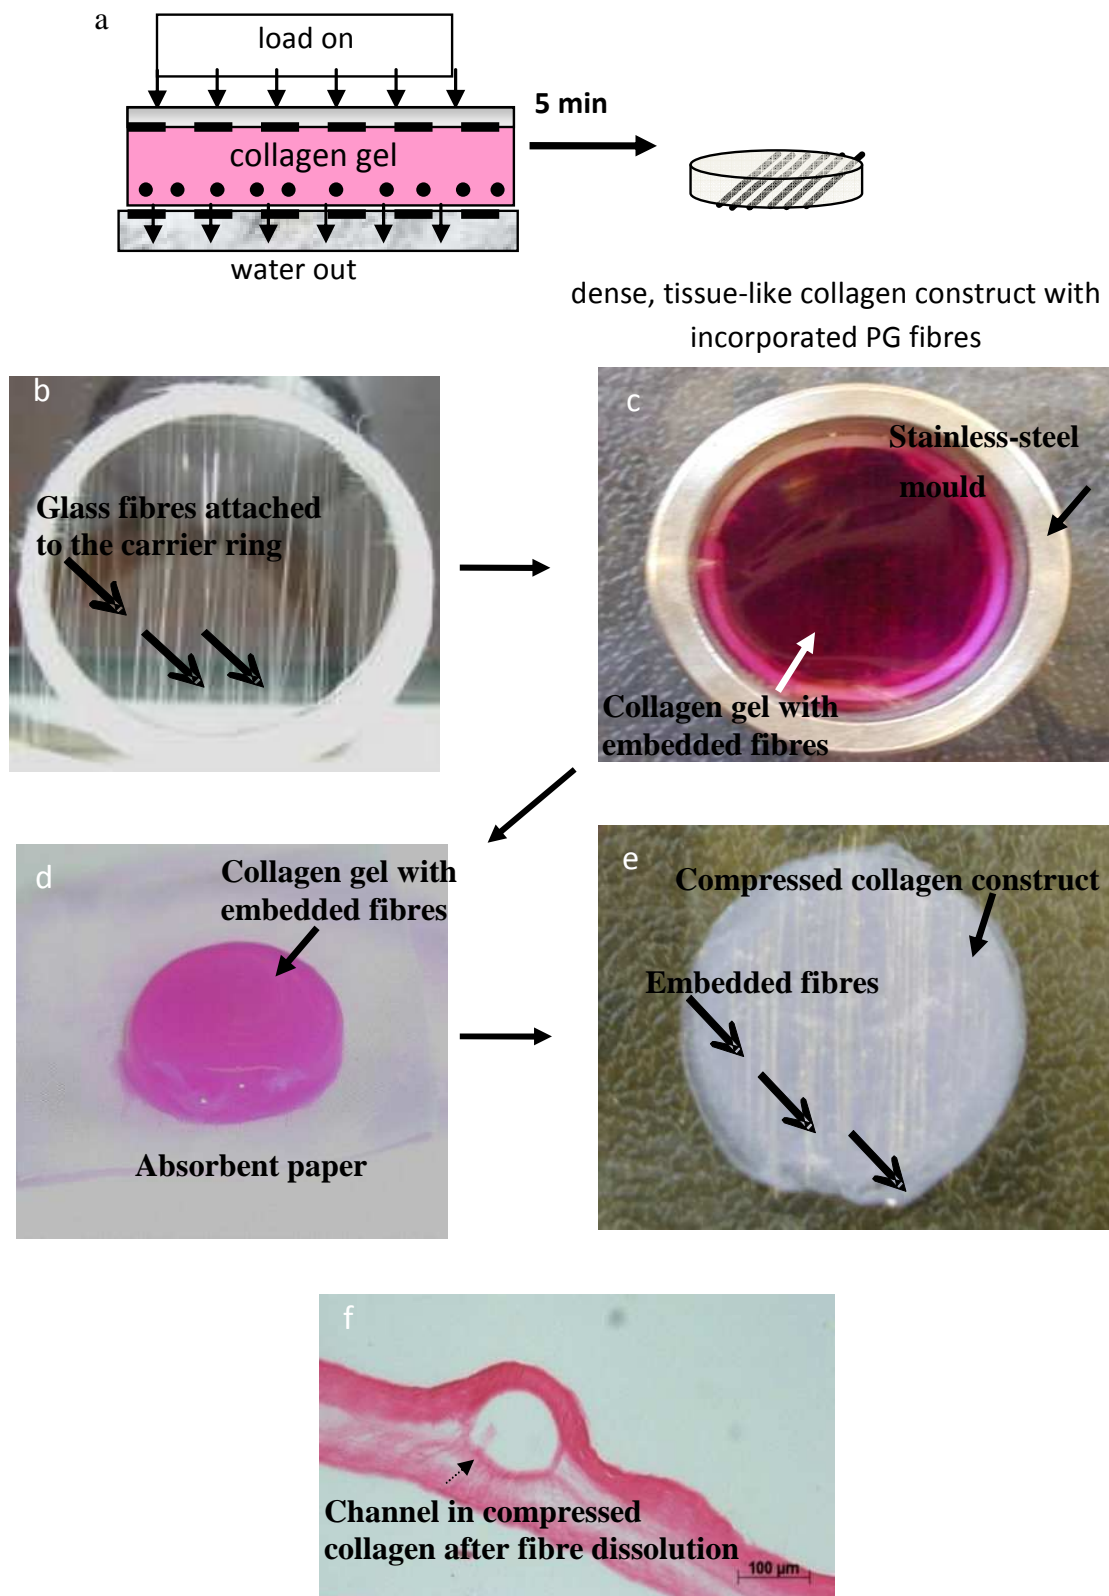 a
load on
5 min
collagen gel
water out
dense, tissue-like collagen construct with
incorporated PG fibres
b
Glass fibres attached
to the carrier ring
c
Stainless-steel
mould
Collagen gel with
embedded fibres
d
Collagen gel with
embedded fibres
Absorbent paper
e
Compressed collagen construct
Embedded fibres
f
Channel in compressed
collagen after fibre dissolution
100 µm